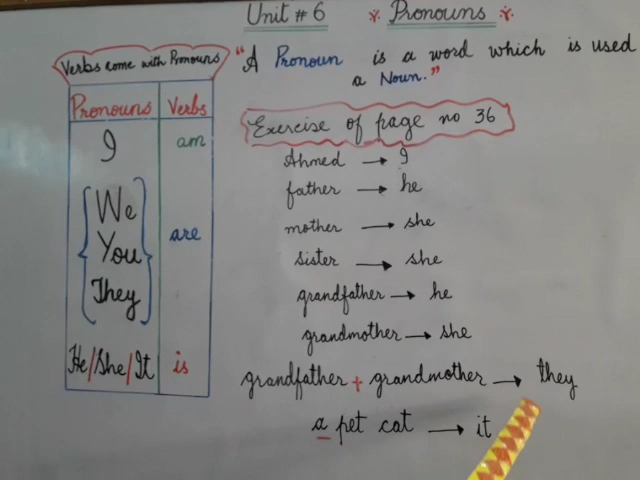 Unit # 6 Pronouns
Verbs come with Pronouns
"A Pronoun is a word which is used
a Noun."
Pronouns Verbs
I am
We
You are
They
He/She/It is
Exercise of page no 36
Ahmed → I
father → he
mother → she
sister → she
grandfather → he
grandmother → she
grandfather + grandmother → they
a pet cat → it